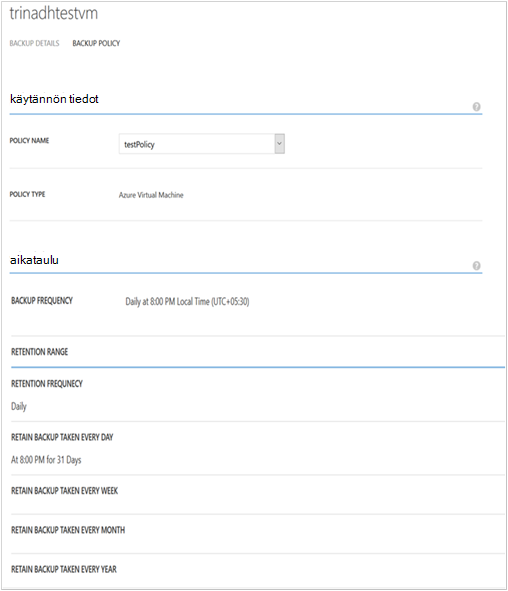 trinadhtestvm
BACKUP DETAILS BACKUP POLICY
käytännön tiedot
?
POLICY NAME testPolicy
POLICY TYPE Azure Virtual Machine
aikataulu
?
BACKUP FREQUENCY Daily at 8:00 PM Local Time (UTC+05:30)
RETENTION RANGE
RETENTION FREQUNECY
Daily
RETAIN BACKUP TAKEN EVERY DAY
At 8:00 PM for 31 Days
RETAIN BACKUP TAKEN EVERY WEEK
RETAIN BACKUP TAKEN EVERY MONTH
RETAIN BACKUP TAKEN EVERY YEAR